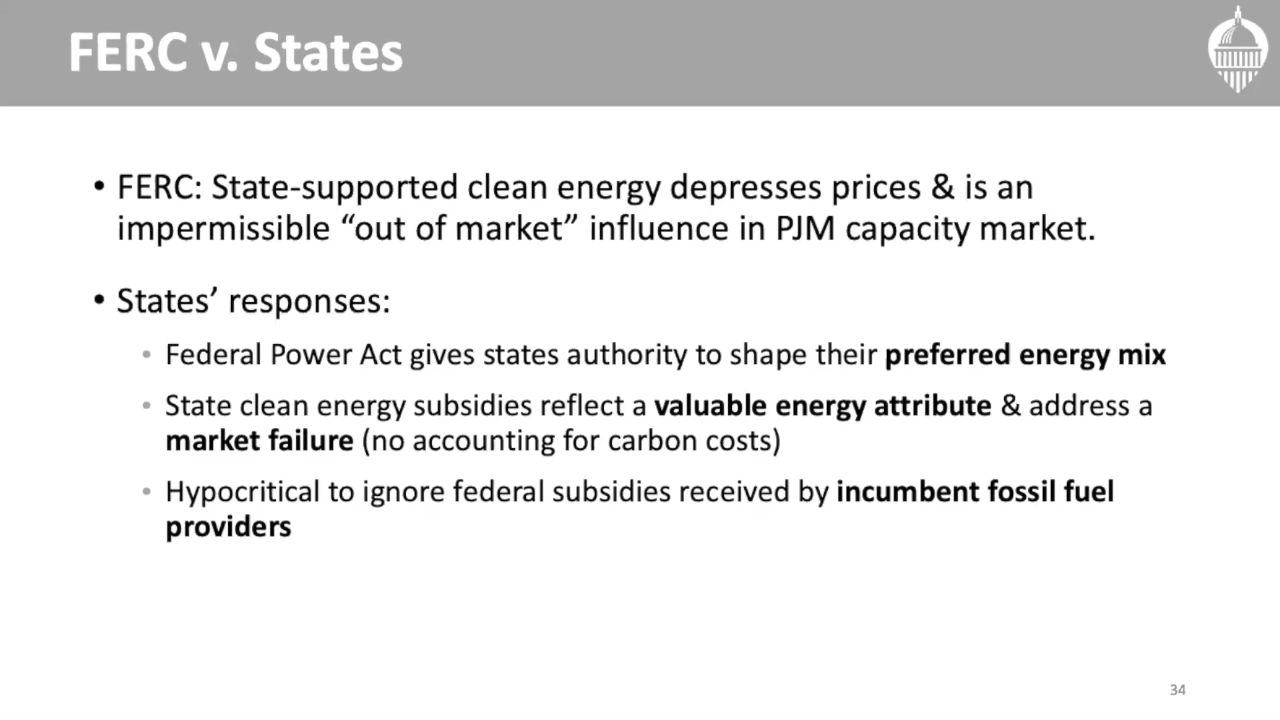 FERC v. States
• FERC: State-supported clean energy depresses prices & is an
impermissible “out of market” influence in PJM capacity market.
• States’ responses:
• Federal Power Act gives states authority to shape their preferred energy mix
• State clean energy subsidies reflect a valuable energy attribute & address a
market failure (no accounting for carbon costs)
• Hypocritical to ignore federal subsidies received by incumbent fossil fuel
providers
34